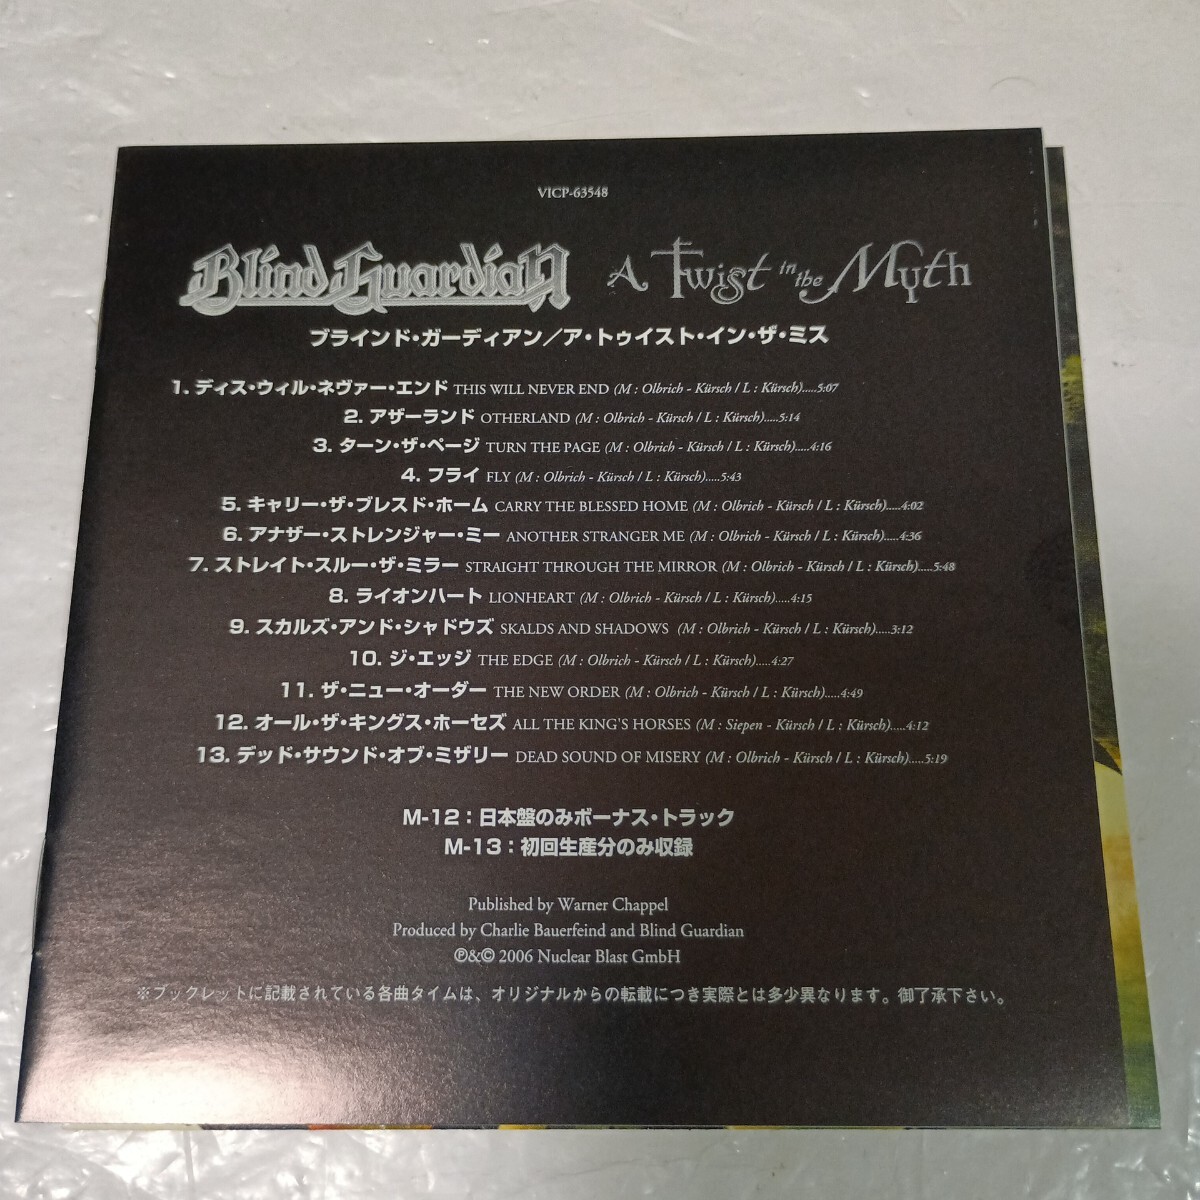 VICP-63548
Blind Guardian A Twist in the Myth
ブラインド・ガーディアン／ア・トゥイスト・イン・ザ・ミス
1. ディス・ウィル・ネヴァー・エンド THIS WILL NEVER END (M : Olbrich - Kürsch / L : Kürsch).....5:07
2. アザーランド OTHERLAND (M : Olbrich - Kürsch / L : Kürsch).....5:14
3. ターン・ザ・ページ TURN THE PAGE (M : Olbrich - Kürsch / L : Kürsch).....4:16
4. フライ FLY (M : Olbrich - Kürsch / L : Kürsch).....5:43
5. キャリー・ザ・ブレスド・ホーム CARRY THE BLESSED HOME (M : Olbrich - Kürsch / L : Kürsch).....4:02
6. アナザー・ストレンジャー・ミー ANOTHER STRANGER ME (M : Olbrich - Kürsch / L : Kürsch).....4:36
7. ストレイト・スルー・ザ・ミラー STRAIGHT THROUGH THE MIRROR (M : Olbrich - Kürsch / L : Kürsch).....5:48
8. ライオンハート LIONHEART (M : Olbrich - Kürsch / L : Kürsch).....4:15
9. スカルズ・アンド・シャドウズ SKALDS AND SHADOWS (M : Olbrich - Kürsch / L : Kürsch).....3:12
10. ジ・エッジ THE EDGE (M : Olbrich - Kürsch / L : Kürsch).....4:27
11. ザ・ニュー・オーダー THE NEW ORDER (M : Olbrich - Kürsch / L : Kürsch).....4:49
12. オール・ザ・キングス・ホーセズ ALL THE KING'S HORSES (M : Siepen - Kürsch / L : Kürsch).....4:12
13. デッド・サウンド・オブ・ミザリー DEAD SOUND OF MISERY (M : Olbrich - Kürsch / L : Kürsch).....5:19
M-12：日本盤のみボーナス・トラック
M-13：初回生産分のみ収録
Published by Warner Chappel
Produced by Charlie Bauerfeind and Blind Guardian
℗&© 2006 Nuclear Blast GmbH
※ブックレットに記載されている各曲タイムは、オリジナルからの転載につき実際とは多少異なります。御了承下さい。